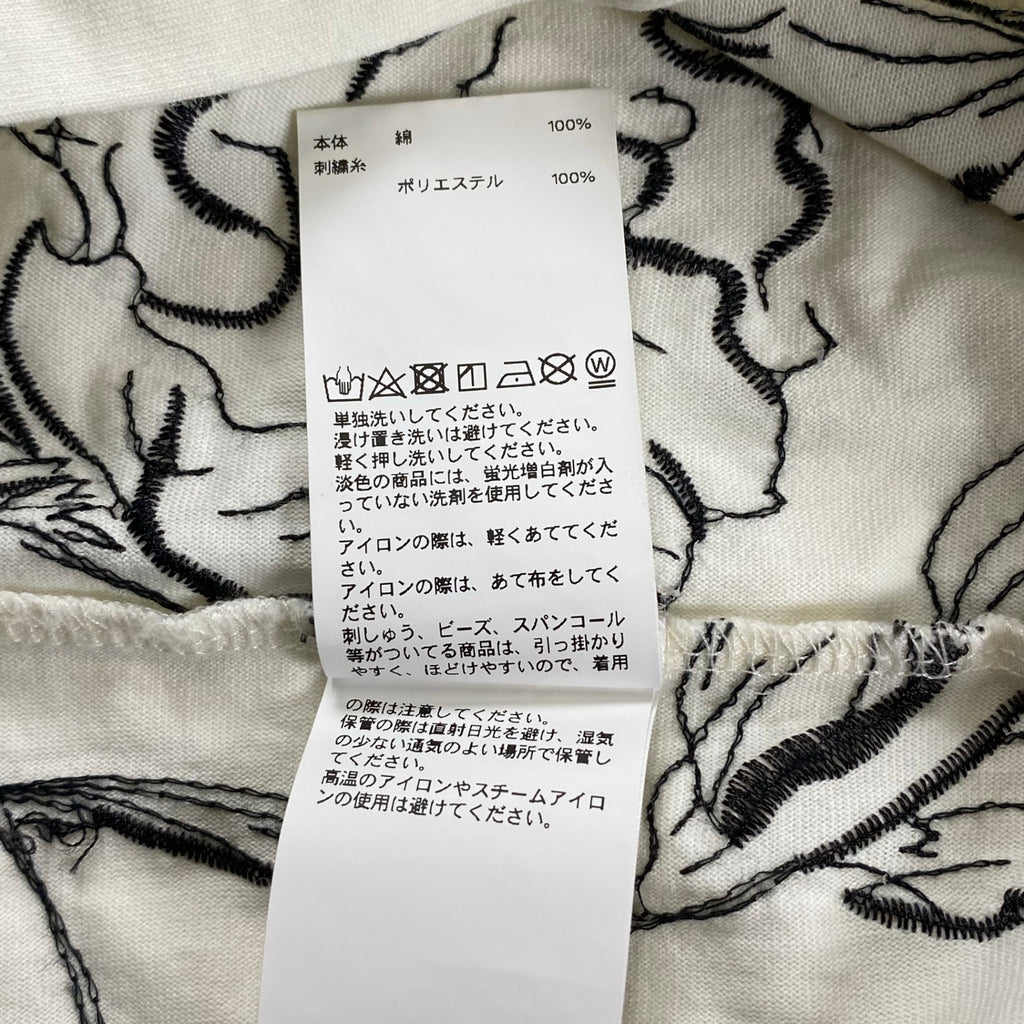 本体 綿 100%
刺繍糸
ポリエステル 100%
W
単独洗いしてください。
浸け置き洗いは避けてください。
軽く押し洗いしてください。
淡色の商品には、蛍光増白剤が入
っていない洗剤を使用してくださ
い。
アイロンの際は、軽くあててくだ
さい。
アイロンの際は、あて布をしてく
ださい。
刺しゅう、ビーズ、スパンコール
等がついてる商品は、引っ掛かり
やすく、ほどけやすいので、着用
の際は注意してください。
保管の際は直射日光を避け、湿気
の少ない通気のよい場所で保管し
てください。
高温のアイロンやスチームアイロ
ンの使用は避けてください。